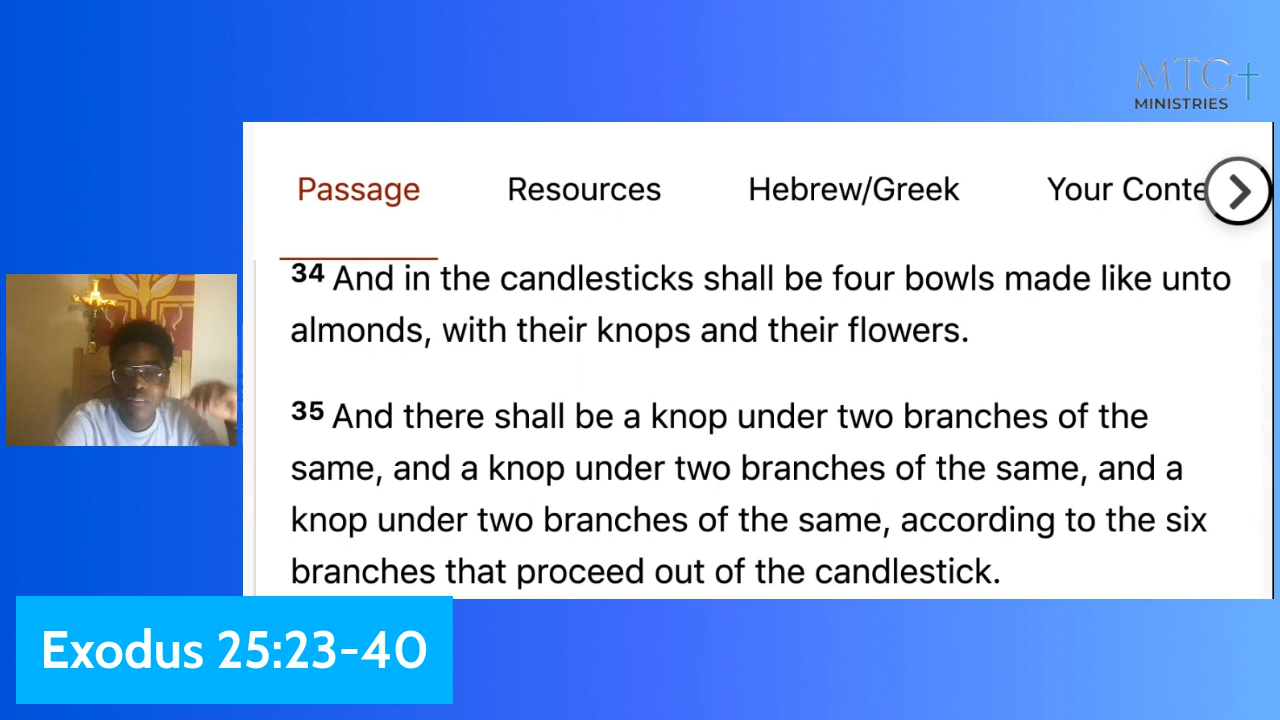 MTG
MINISTRIES
Passage Resources Hebrew/Greek Your Conte
34 And in the candlesticks shall be four bowls made like unto
almonds, with their knops and their flowers.
35 And there shall be a knop under two branches of the
same, and a knop under two branches of the same, and a
knop under two branches of the same, according to the six
branches that proceed out of the candlestick.
Exodus 25:23-40